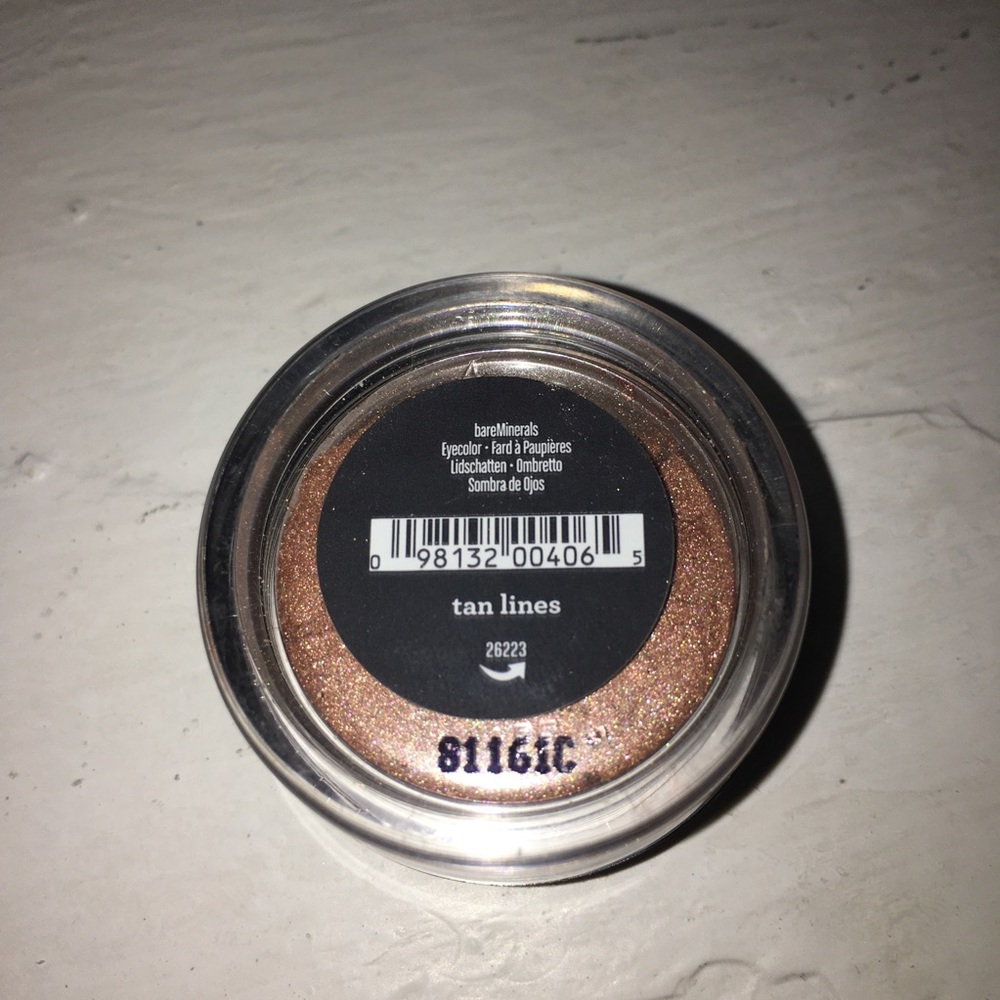 bareMinerals
Eyecolor · Fard à Paupières
Lidschatten · Ombretto
Sombra de Ojos
0 98132 00406 5
tan lines
26223
81161C